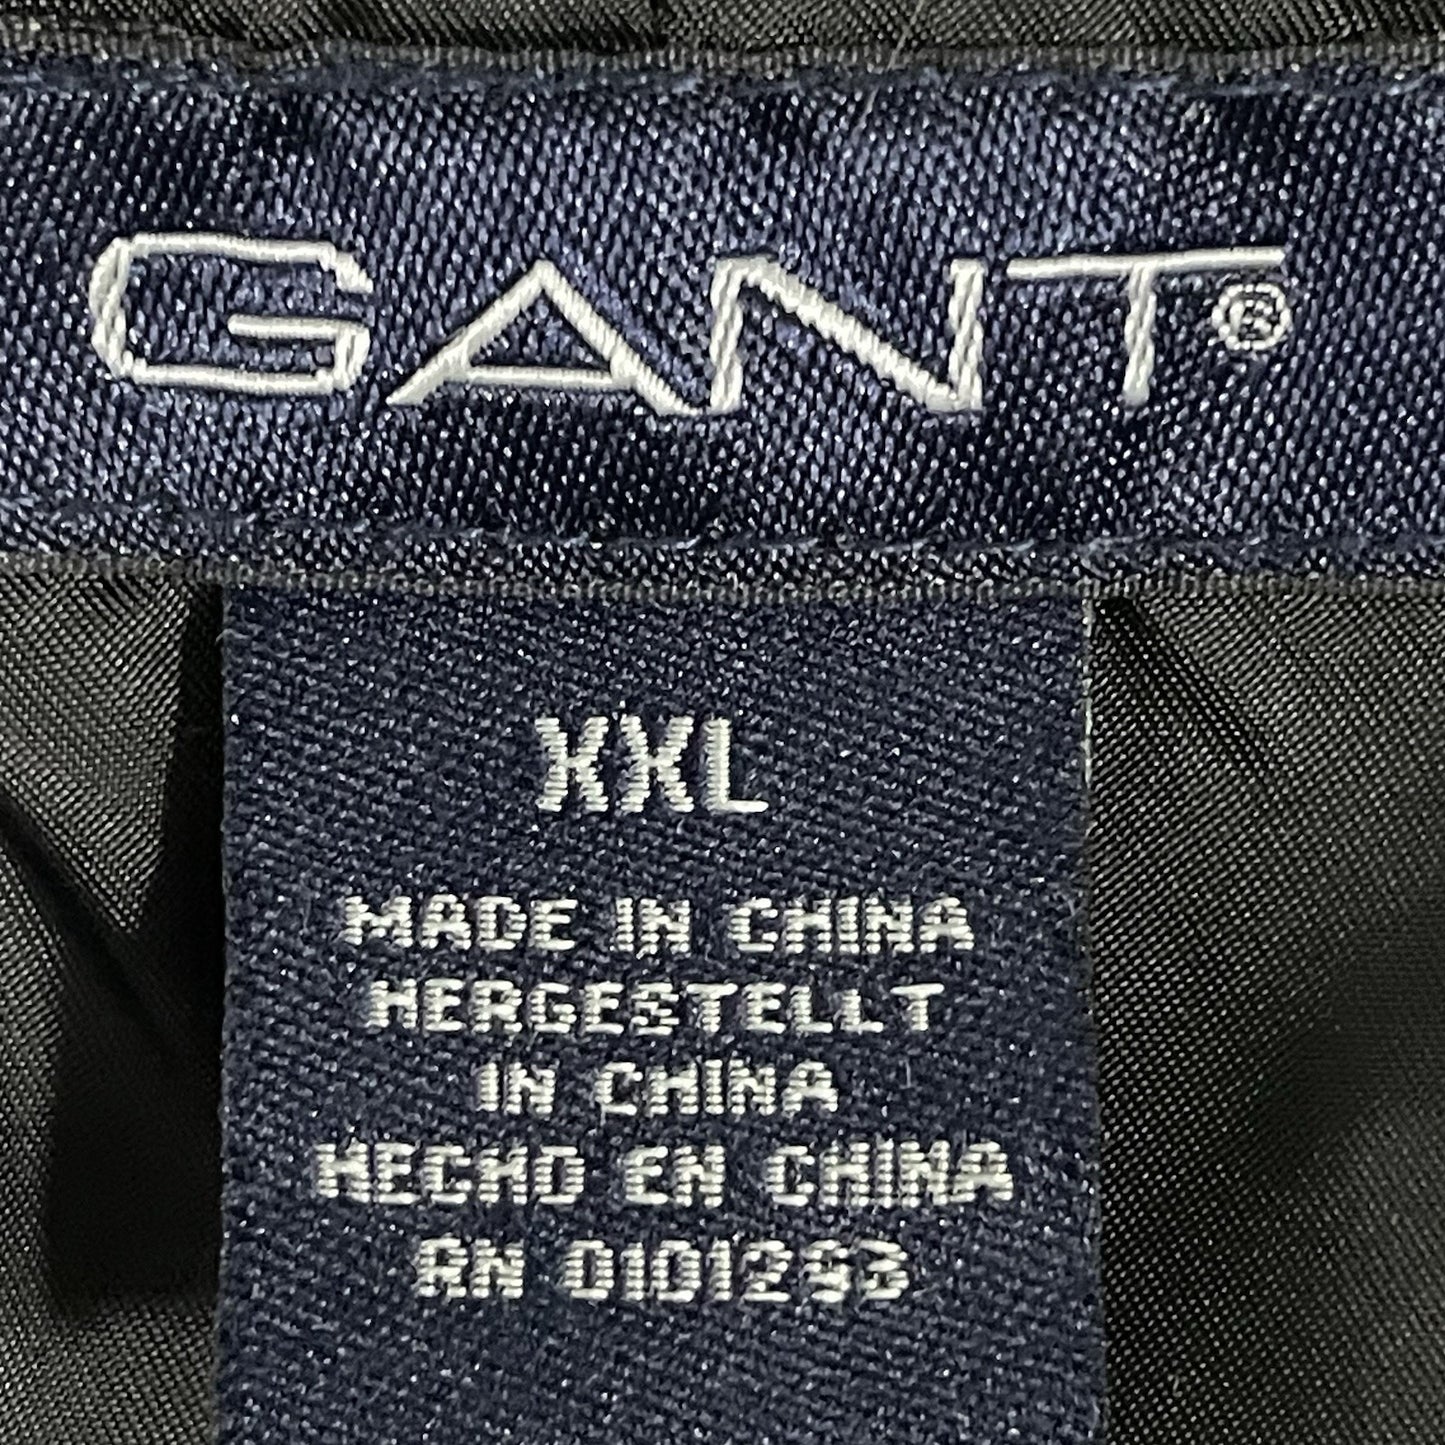 GANT®
XXL
MADE IN CHINA
HERGESTELLT
IN CHINA
HECHO EN CHINA
RN 0101293